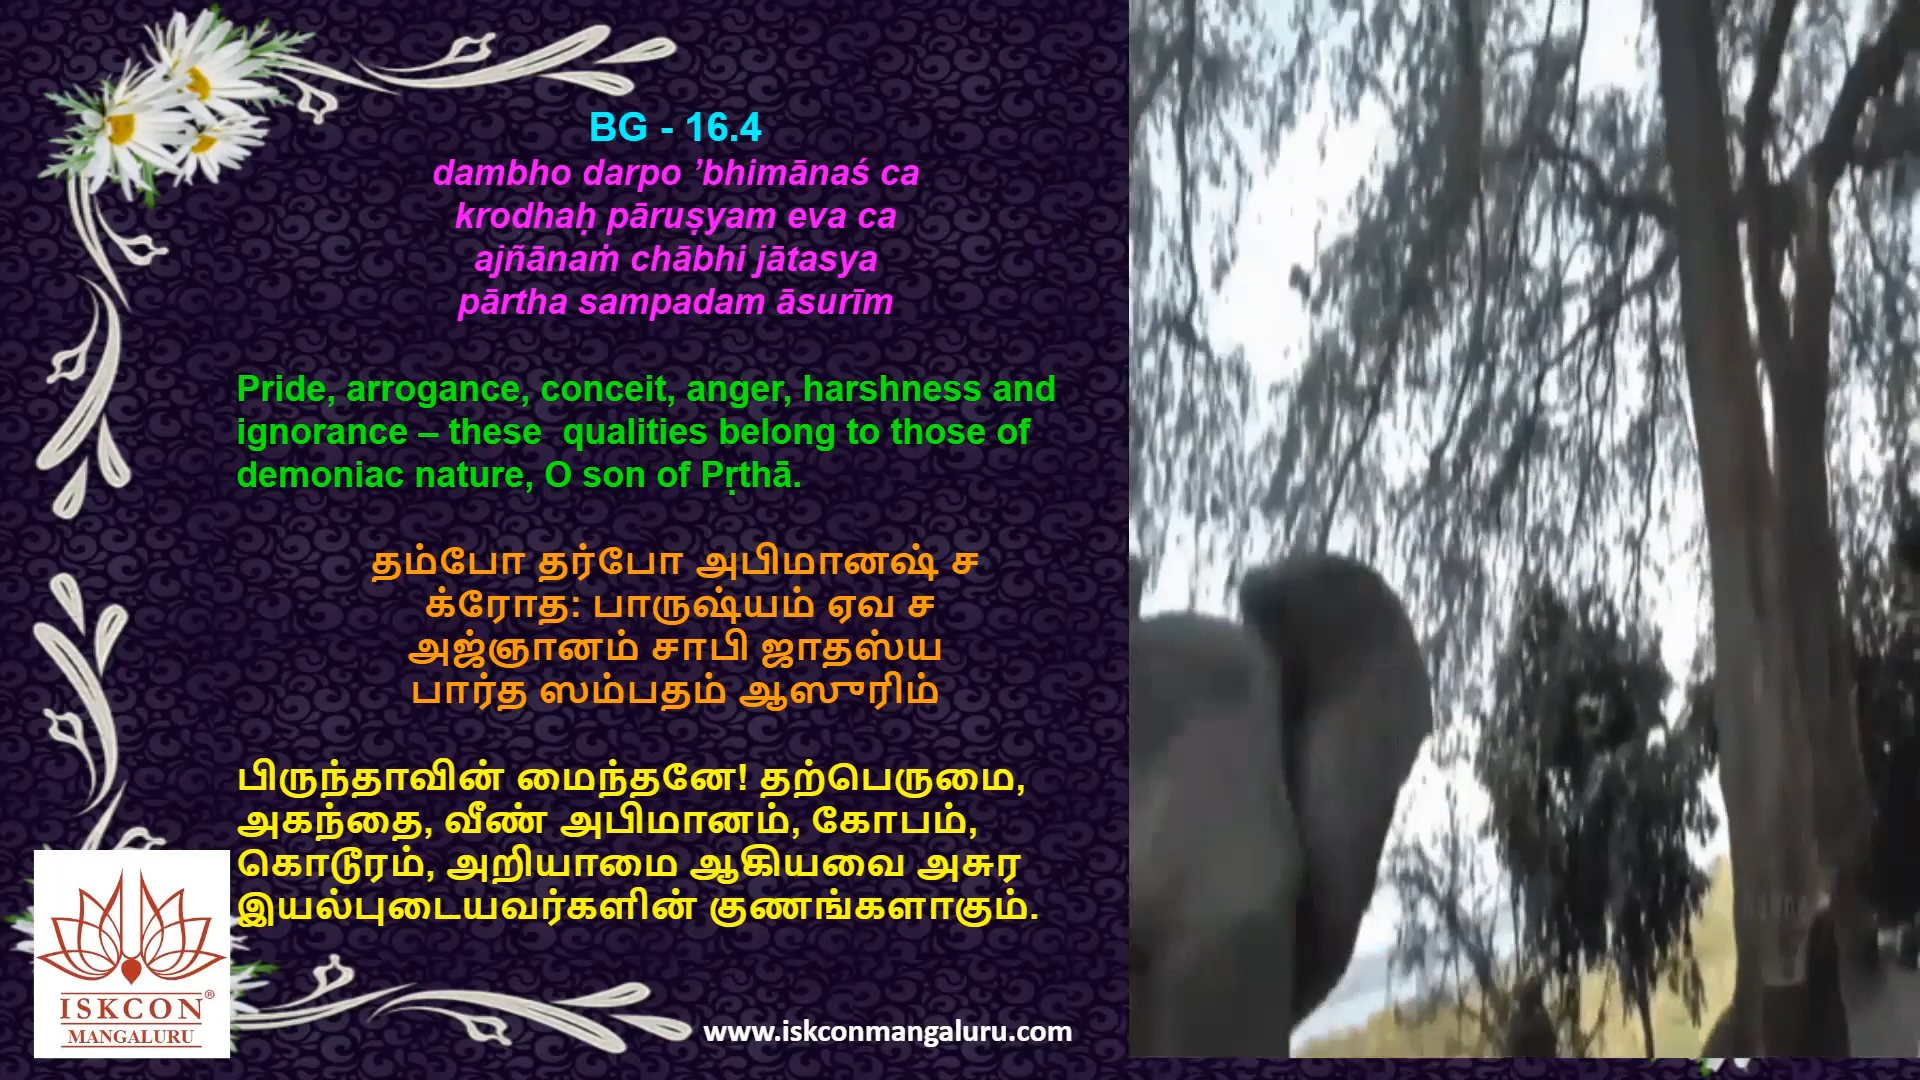 BG - 16.4
dambho darpo ’bhimānaś ca
krodhaḥ pāruṣyam eva ca
ajñānaṁ chābhi jātasya
pārtha sampadam āsurīm
Pride, arrogance, conceit, anger, harshness and
ignorance – these qualities belong to those of
demoniac nature, O son of Pṛthā.
தம்போ தர்போ அபிமானஷ் ச
க்ரோத: பாருஷ்யம் ஏவ ச
அஜ்ஞானம் சாபி ஜாதஸ்ய
பார்த ஸம்பதம் ஆஸுரிம்
பிருந்தாவின் மைந்தனே! தற்பெருமை,
அகந்தை, வீண் அபிமானம், கோபம்,
கொடூரம், அறியாமை ஆகியவை அசுர
இயல்புடையவர்களின் குணங்களாகும்.
ISKCON®
MANGALURU
www.iskconmangaluru.com